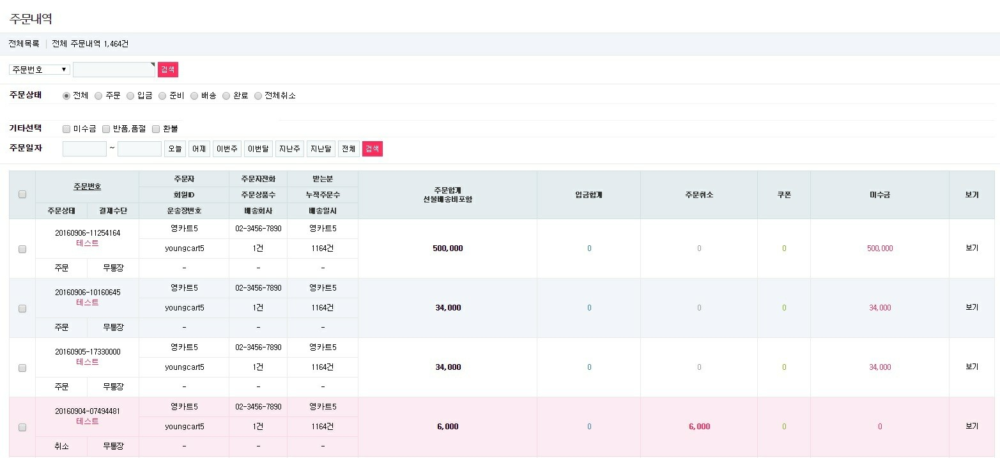 주문내역
전체목록 전체 주문내역 1,464건
주문번호 검색
주문상태 전체 주문 입금 준비 배송 완료 전체취소
기타선택 미수금 반품,품절 환불
주문일자 ~ 오늘 어제 이번주 이번달 지난주 지난달 전체 검색
주문번호 주문자 주문자전화 받는분 주문합계 선불배송비포함 입금합계 주문취소 쿠폰 미수금 보기
회원ID 주문상품수 누적주문수
주문상태 결제수단 운송장번호 배송회사 배송일시
20160906-11254164 영카트5 02-3456-7890 영카트5
테스트 youngcart5 1건 1164건 500,000 0 0 0 500,000 보기
주문 무통장 - - -
20160906-10160645 영카트5 02-3456-7890 영카트5
테스트 youngcart5 1건 1164건 34,000 0 0 0 34,000 보기
주문 무통장 - - -
20160905-17330000 영카트5 02-3456-7890 영카트5
테스트 youngcart5 1건 1164건 34,000 0 0 0 34,000 보기
주문 무통장 - - -
20160904-07494481 영카트5 02-3456-7890 영카트5
테스트 youngcart5 1건 1164건 6,000 0 6,000 0 0 보기
취소 무통장 - - -